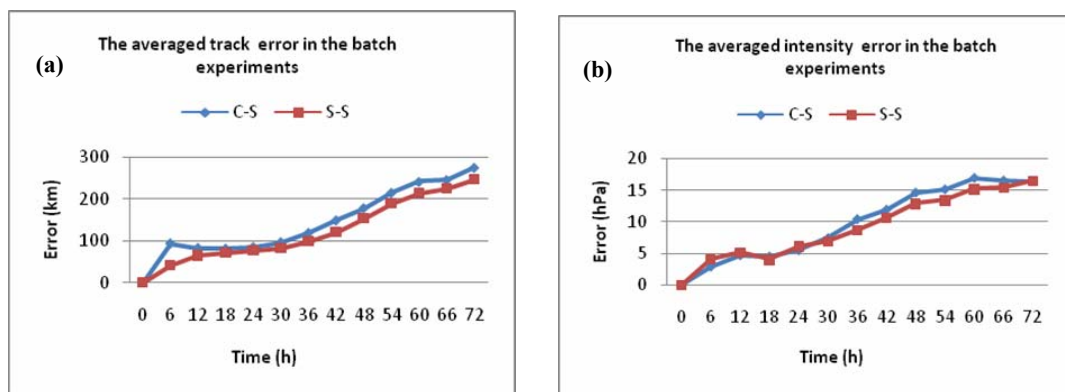 (a)
The averaged track error in the batch
experiments
C-S S-S
Error (km)
300
200
100
0
0 6 12 18 24 30 36 42 48 54 60 66 72
Time (h)
(b)
The averaged intensity error in the batch
experiments
C-S S-S
Error (hPa)
20
15
10
5
0
0 6 12 18 24 30 36 42 48 54 60 66 72
Time (h)